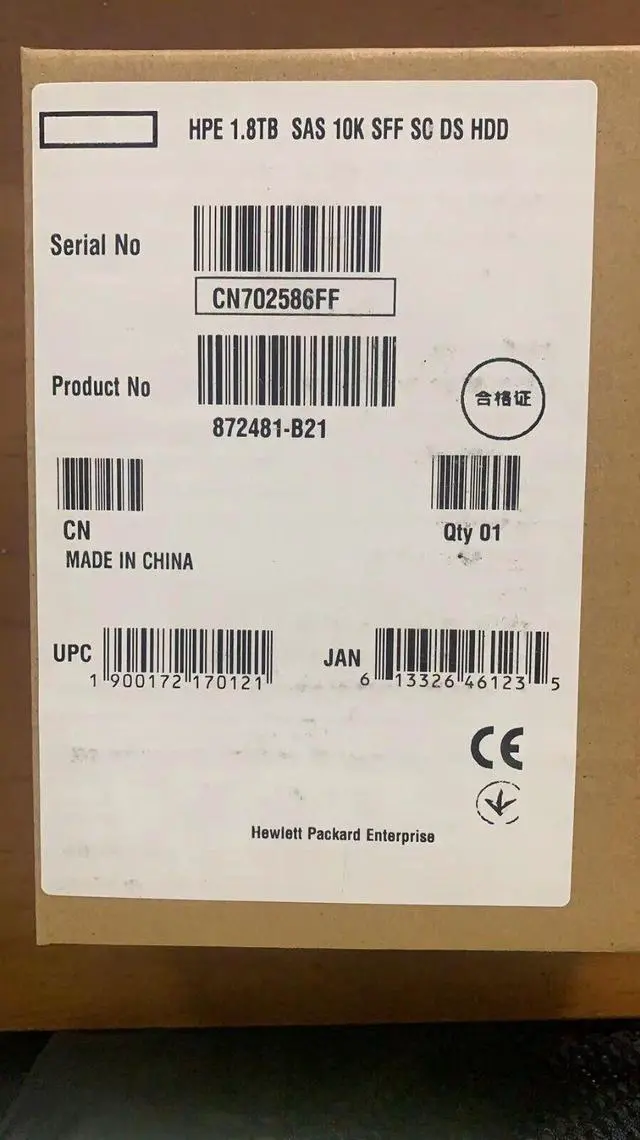 HPE 1.8TB SAS 10K SFF SC DS HDD
Serial No
CN702586FF
Product No
872481-B21
合格证
CN
Qty 01
MADE IN CHINA
UPC
1 900172 170121
JAN
6 13326 46123 5
CE
Hewlett Packard Enterprise